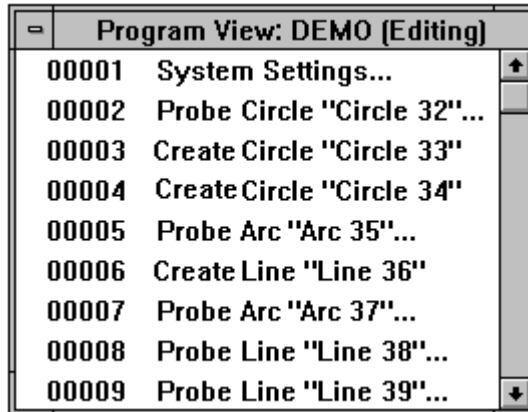 Program View: DEMO (Editing)
00001 System Settings...
00002 Probe Circle "Circle 32"...
00003 Create Circle "Circle 33"
00004 Create Circle "Circle 34"
00005 Probe Arc "Arc 35"...
00006 Create Line "Line 36"
00007 Probe Arc "Arc 37"...
00008 Probe Line "Line 38"...
00009 Probe Line "Line 39"...